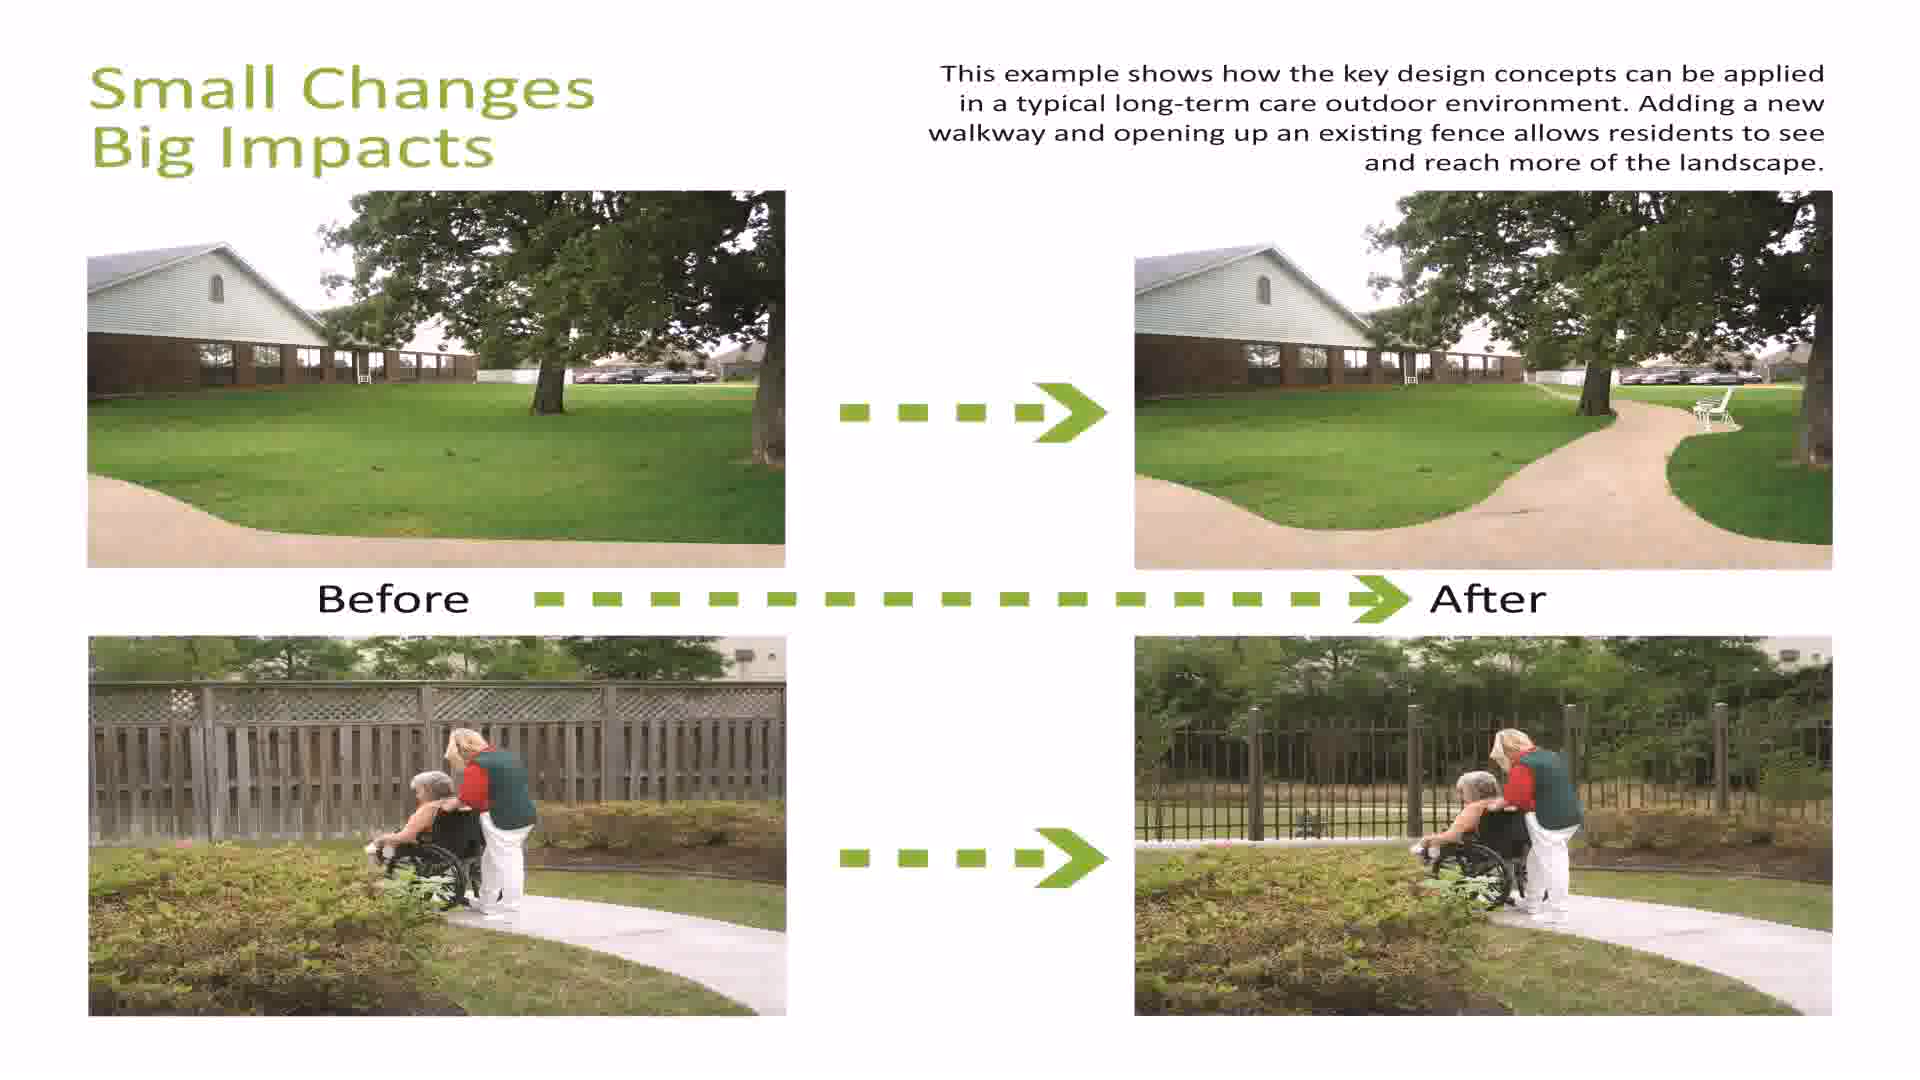 Small Changes
Big Impacts
This example shows how the key design concepts can be applied
in a typical long-term care outdoor environment. Adding a new
walkway and opening up an existing fence allows residents to see
and reach more of the landscape.
Before
After